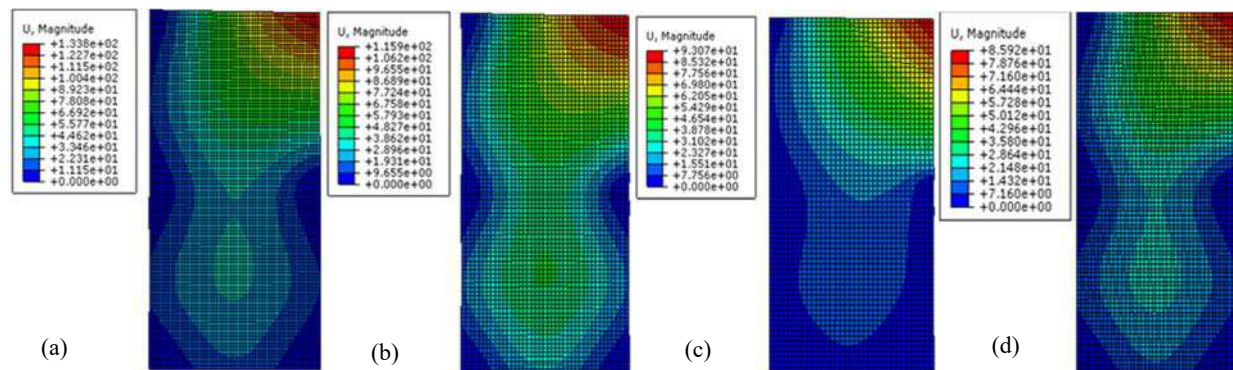 U, Magnitude
+1.338e+02
+1.227e+02
+1.115e+02
+1.004e+02
+8.923e+01
+7.808e+01
+6.692e+01
+5.577e+01
+4.462e+01
+3.346e+01
+2.231e+01
+1.115e+01
+0.000e+00
(a)
U, Magnitude
+1.159e+02
+1.062e+02
+9.655e+01
+8.689e+01
+7.724e+01
+6.758e+01
+5.793e+01
+4.827e+01
+3.862e+01
+2.896e+01
+1.931e+01
+9.655e+00
+0.000e+00
(b)
U, Magnitude
+9.307e+01
+8.532e+01
+7.756e+01
+6.980e+01
+6.205e+01
+5.429e+01
+4.654e+01
+3.878e+01
+3.102e+01
+2.327e+01
+1.551e+01
+7.756e+00
+0.000e+00
(c)
U, Magnitude
+8.592e+01
+7.876e+01
+7.160e+01
+6.444e+01
+5.728e+01
+5.012e+01
+4.296e+01
+3.580e+01
+2.864e+01
+2.148e+01
+1.432e+01
+7.160e+00
+0.000e+00
(d)